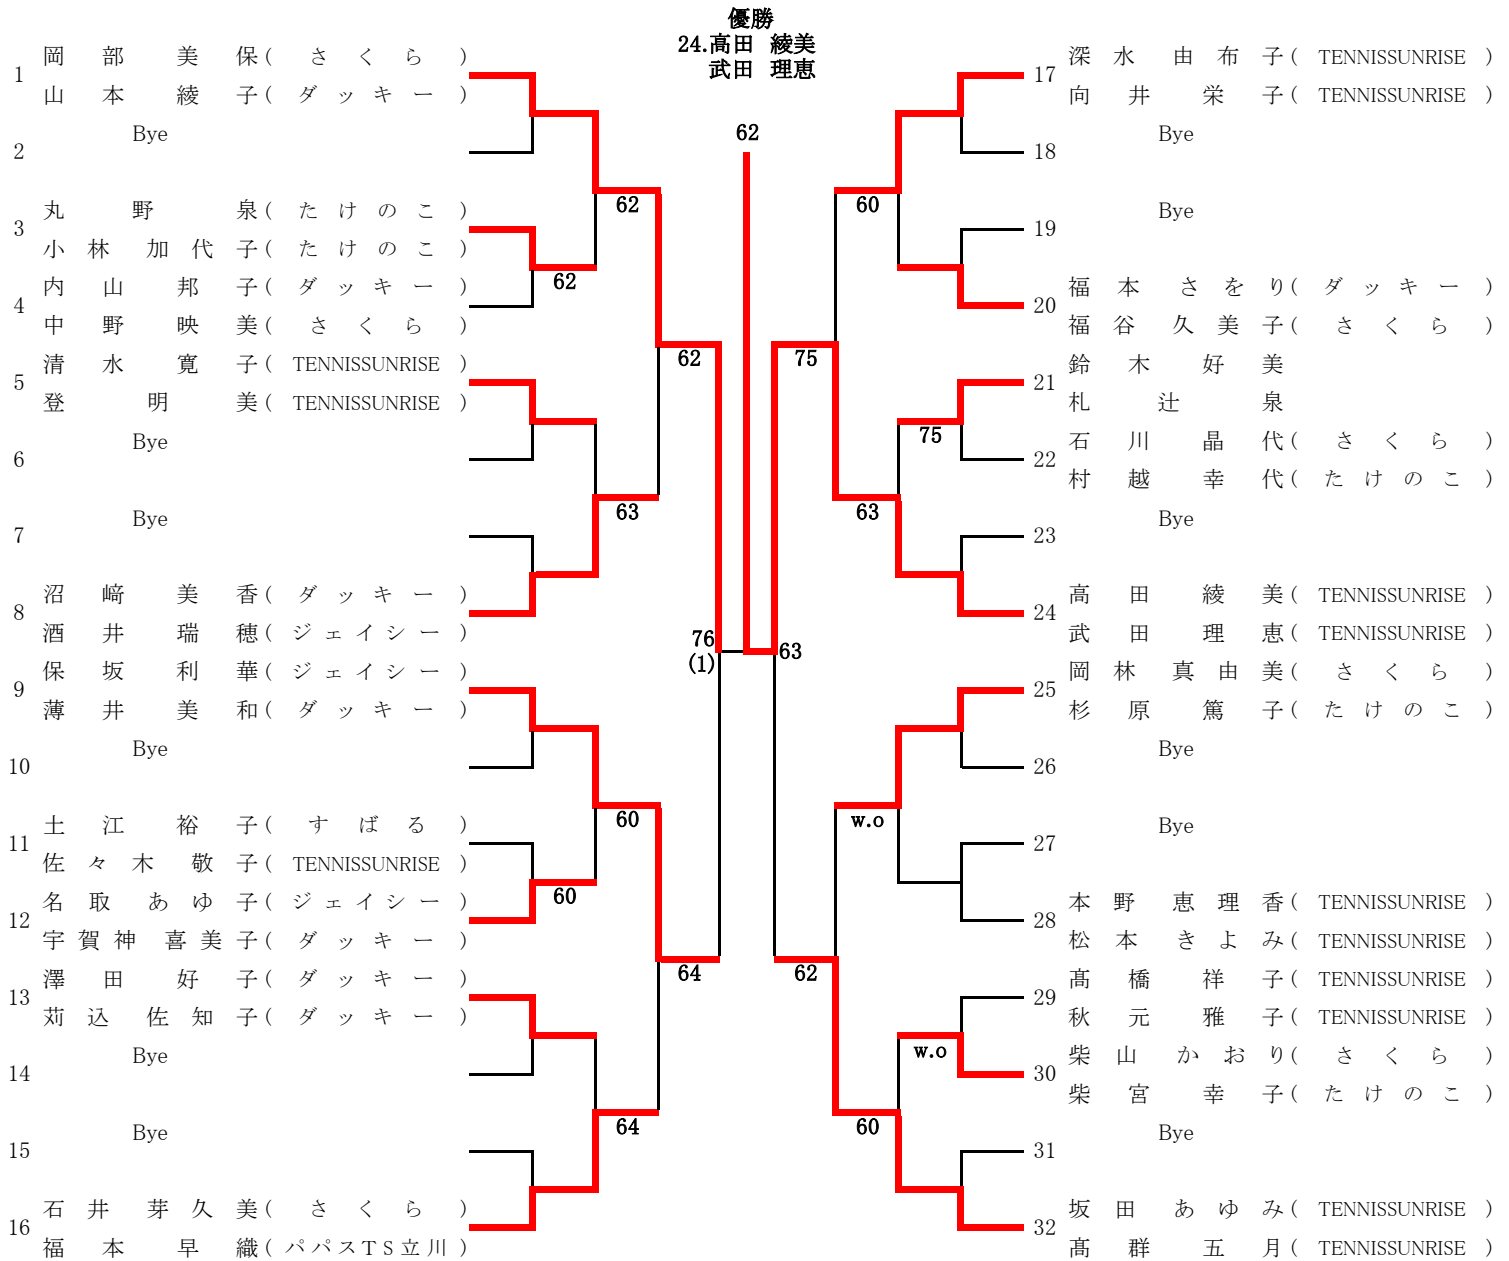 優勝
24.高田 綾美
武田 理恵
62
1
岡部 美保(さくら)
山本 綾子(ダッキー)
2
Bye
3
丸野 泉(たけのこ)
小林 加代子(たけのこ)
4
内山 邦子(ダッキー)
中野 映美(さくら)
5
清水 寛子(TENNISSUNRISE)
登 明美(TENNISSUNRISE)
6
Bye
7
Bye
8
沼﨑 美香(ダッキー)
酒井 瑞穂(ジェイシー)
9
保坂 利華(ジェイシー)
薄井 美和(ダッキー)
10
Bye
11
土江 裕子(すばる)
佐々木 敬子(TENNISSUNRISE)
12
名取 あゆ子(ジェイシー)
宇賀神 喜美子(ダッキー)
13
澤田 好子(ダッキー)
苅込 佐知子(ダッキー)
14
Bye
15
Bye
16
石井 芽久美(さくら)
福本 早織(パパスTS立川)
62
62
63
60
60
64
62
64
76
(1)
63
75
62
60
75
63
w.o
w.o
60
17
深水 由布子(TENNISSUNRISE)
向井 栄子(TENNISSUNRISE)
18
Bye
19
Bye
20
福本 さをり(ダッキー)
福谷 久美子(さくら)
21
鈴木 好美
札辻 泉
22
石川 晶代(さくら)
村越 幸代(たけのこ)
23
Bye
24
高田 綾美(TENNISSUNRISE)
武田 理恵(TENNISSUNRISE)
25
岡林 真由美(さくら)
杉原 篤子(たけのこ)
26
Bye
27
Bye
28
本野 恵理香(TENNISSUNRISE)
松本 きよみ(TENNISSUNRISE)
29
髙橋 祥子(TENNISSUNRISE)
秋元 雅子(TENNISSUNRISE)
30
柴山 かおり(さくら)
柴宮 幸子(たけのこ)
31
Bye
32
坂田 あゆみ(TENNISSUNRISE)
髙群 五月(TENNISSUNRISE)